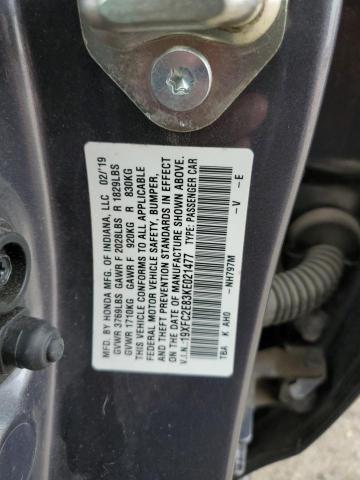 MFD. BY HONDA MFG. OF INDIANA, LLC 02/'19
GVWR 3769LBS GAWR F 2028LBS R 1829LBS
GVWR 1710KG GAWR F 920KG R 830KG
THIS VEHICLE CONFORMS TO ALL APPLICABLE
FEDERAL MOTOR VEHICLE SAFETY, BUMPER,
AND THEFT PREVENTION STANDARDS IN EFFECT
ON THE DATE OF MANUFACTURE SHOWN ABOVE.
V.I.N.:19XFC2E83KE021477 TYPE: PASSENGER CAR
NH797M -V -E
TBA K AH0